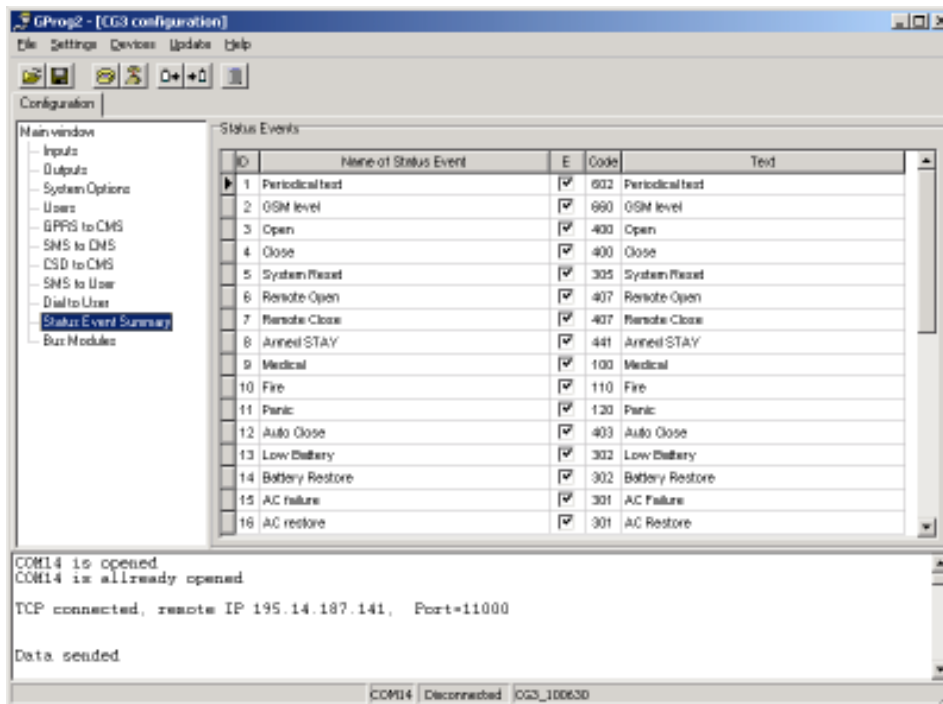 GProg2 - [CG3 configuration]
File Settings Devices Update Help
Configuration
Main window
Inputs
Outputs
System Options
Users
GPRS to CMS
SMS to CMS
CSD to CMS
SMS to User
Dial to User
Status Event Summary
Bus Modules
Status Events
ID Name of Status Event E Code Text
1 Periodical test 602 Periodical test
2 GSM level 660 GSM level
3 Open 400 Open
4 Close 400 Close
5 System Reset 305 System Reset
6 Remote Open 407 Remote Open
7 Remote Close 407 Remote Close
8 Armed STAY 441 Armed STAY
9 Medical 100 Medical
10 Fire 110 Fire
11 Panic 120 Panic
12 Auto Close 403 Auto Close
13 Low Battery 302 Low Battery
14 Battery Restore 302 Battery Restore
15 AC failure 301 AC Failure
16 AC restore 301 AC Restore
COM14 is opened
COM14 is allready opened
TCP connected, remote IP 195.14.187.141, Port=11000
Data sended
COM14 Disconnected CG3_100630